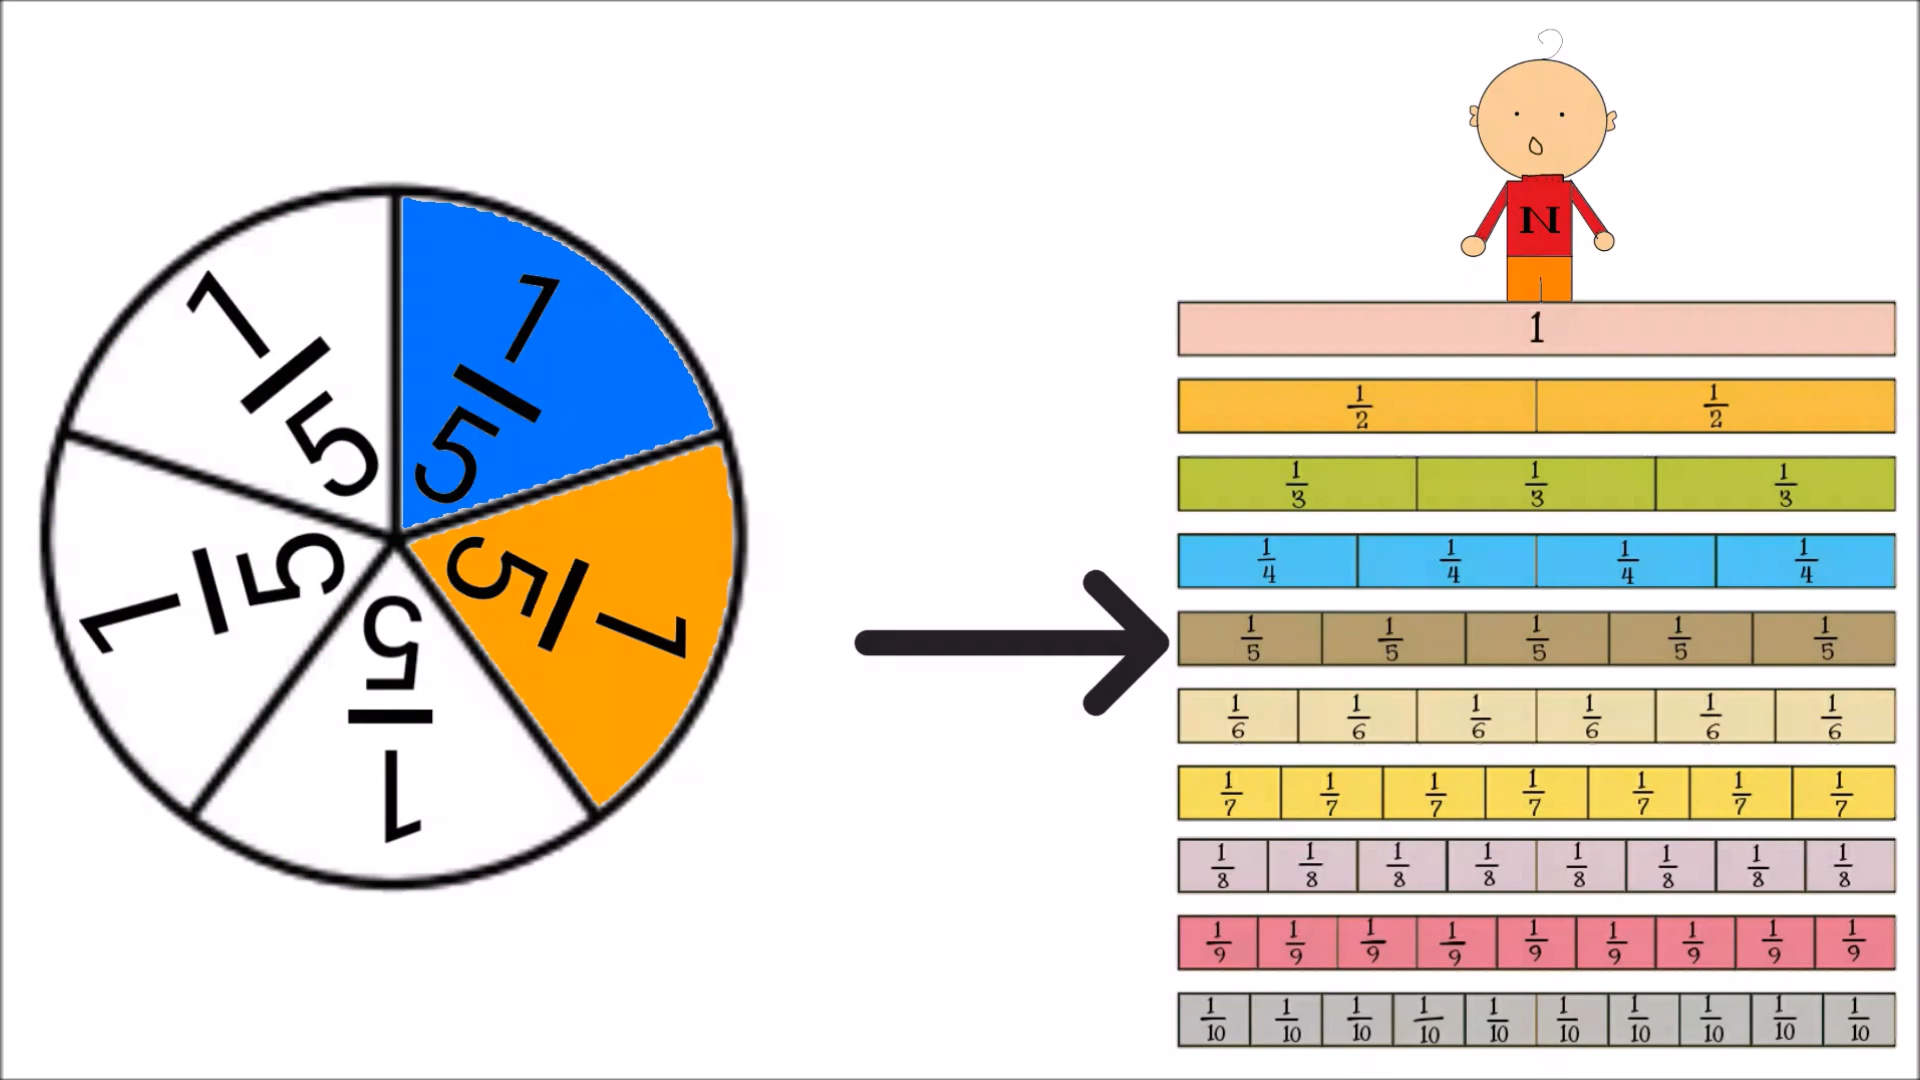 1/5
1/5
1/5
1/5
1/5
N
1
1/2 1/2
1/3 1/3 1/3
1/4 1/4 1/4 1/4
1/5 1/5 1/5 1/5 1/5
1/6 1/6 1/6 1/6 1/6 1/6
1/7 1/7 1/7 1/7 1/7 1/7 1/7
1/8 1/8 1/8 1/8 1/8 1/8 1/8 1/8
1/9 1/9 1/9 1/9 1/9 1/9 1/9 1/9 1/9
1/10 1/10 1/10 1/10 1/10 1/10 1/10 1/10 1/10 1/10